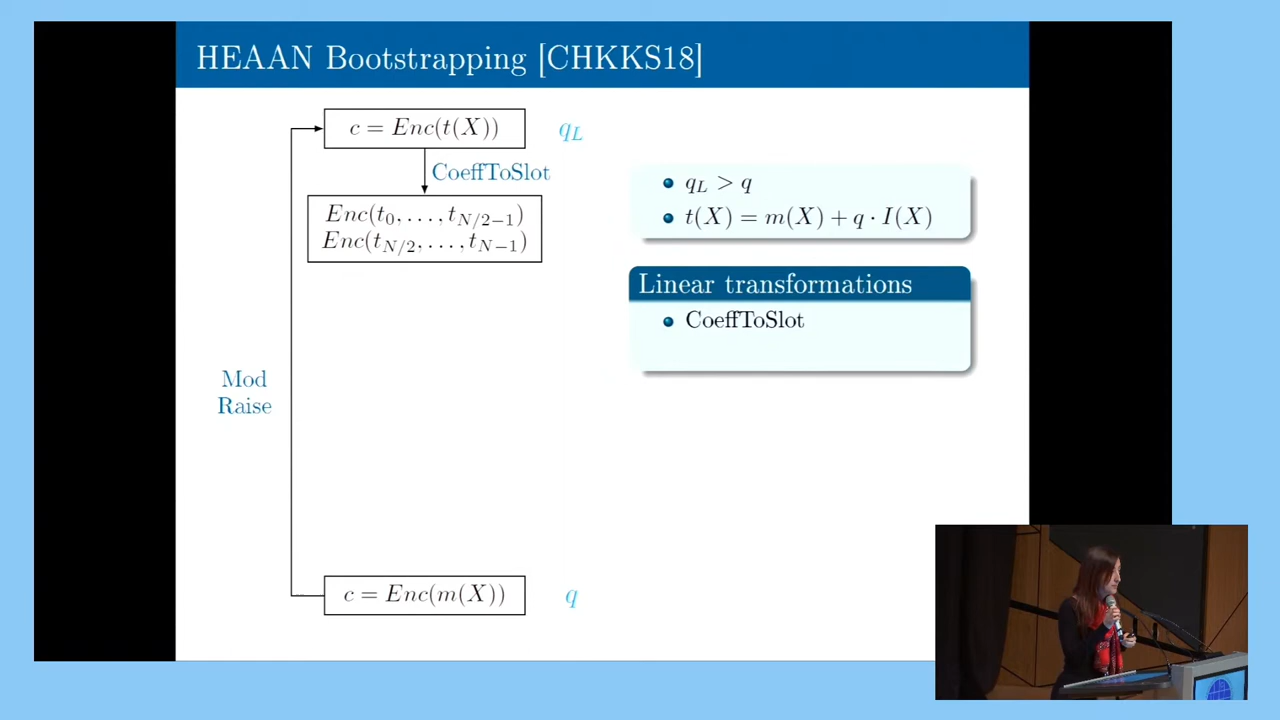 HEAAN Bootstrapping [CHKKS18]
c = Enc(t(X))
q_L
CoeffToSlot
Enc(t_0, . . . , t_{N/2−1})
Enc(t_{N/2}, . . . , t_{N−1})
Mod
Raise
c = Enc(m(X))
q
q_L > q
t(X) = m(X) + q · I(X)
Linear transformations
CoeffToSlot